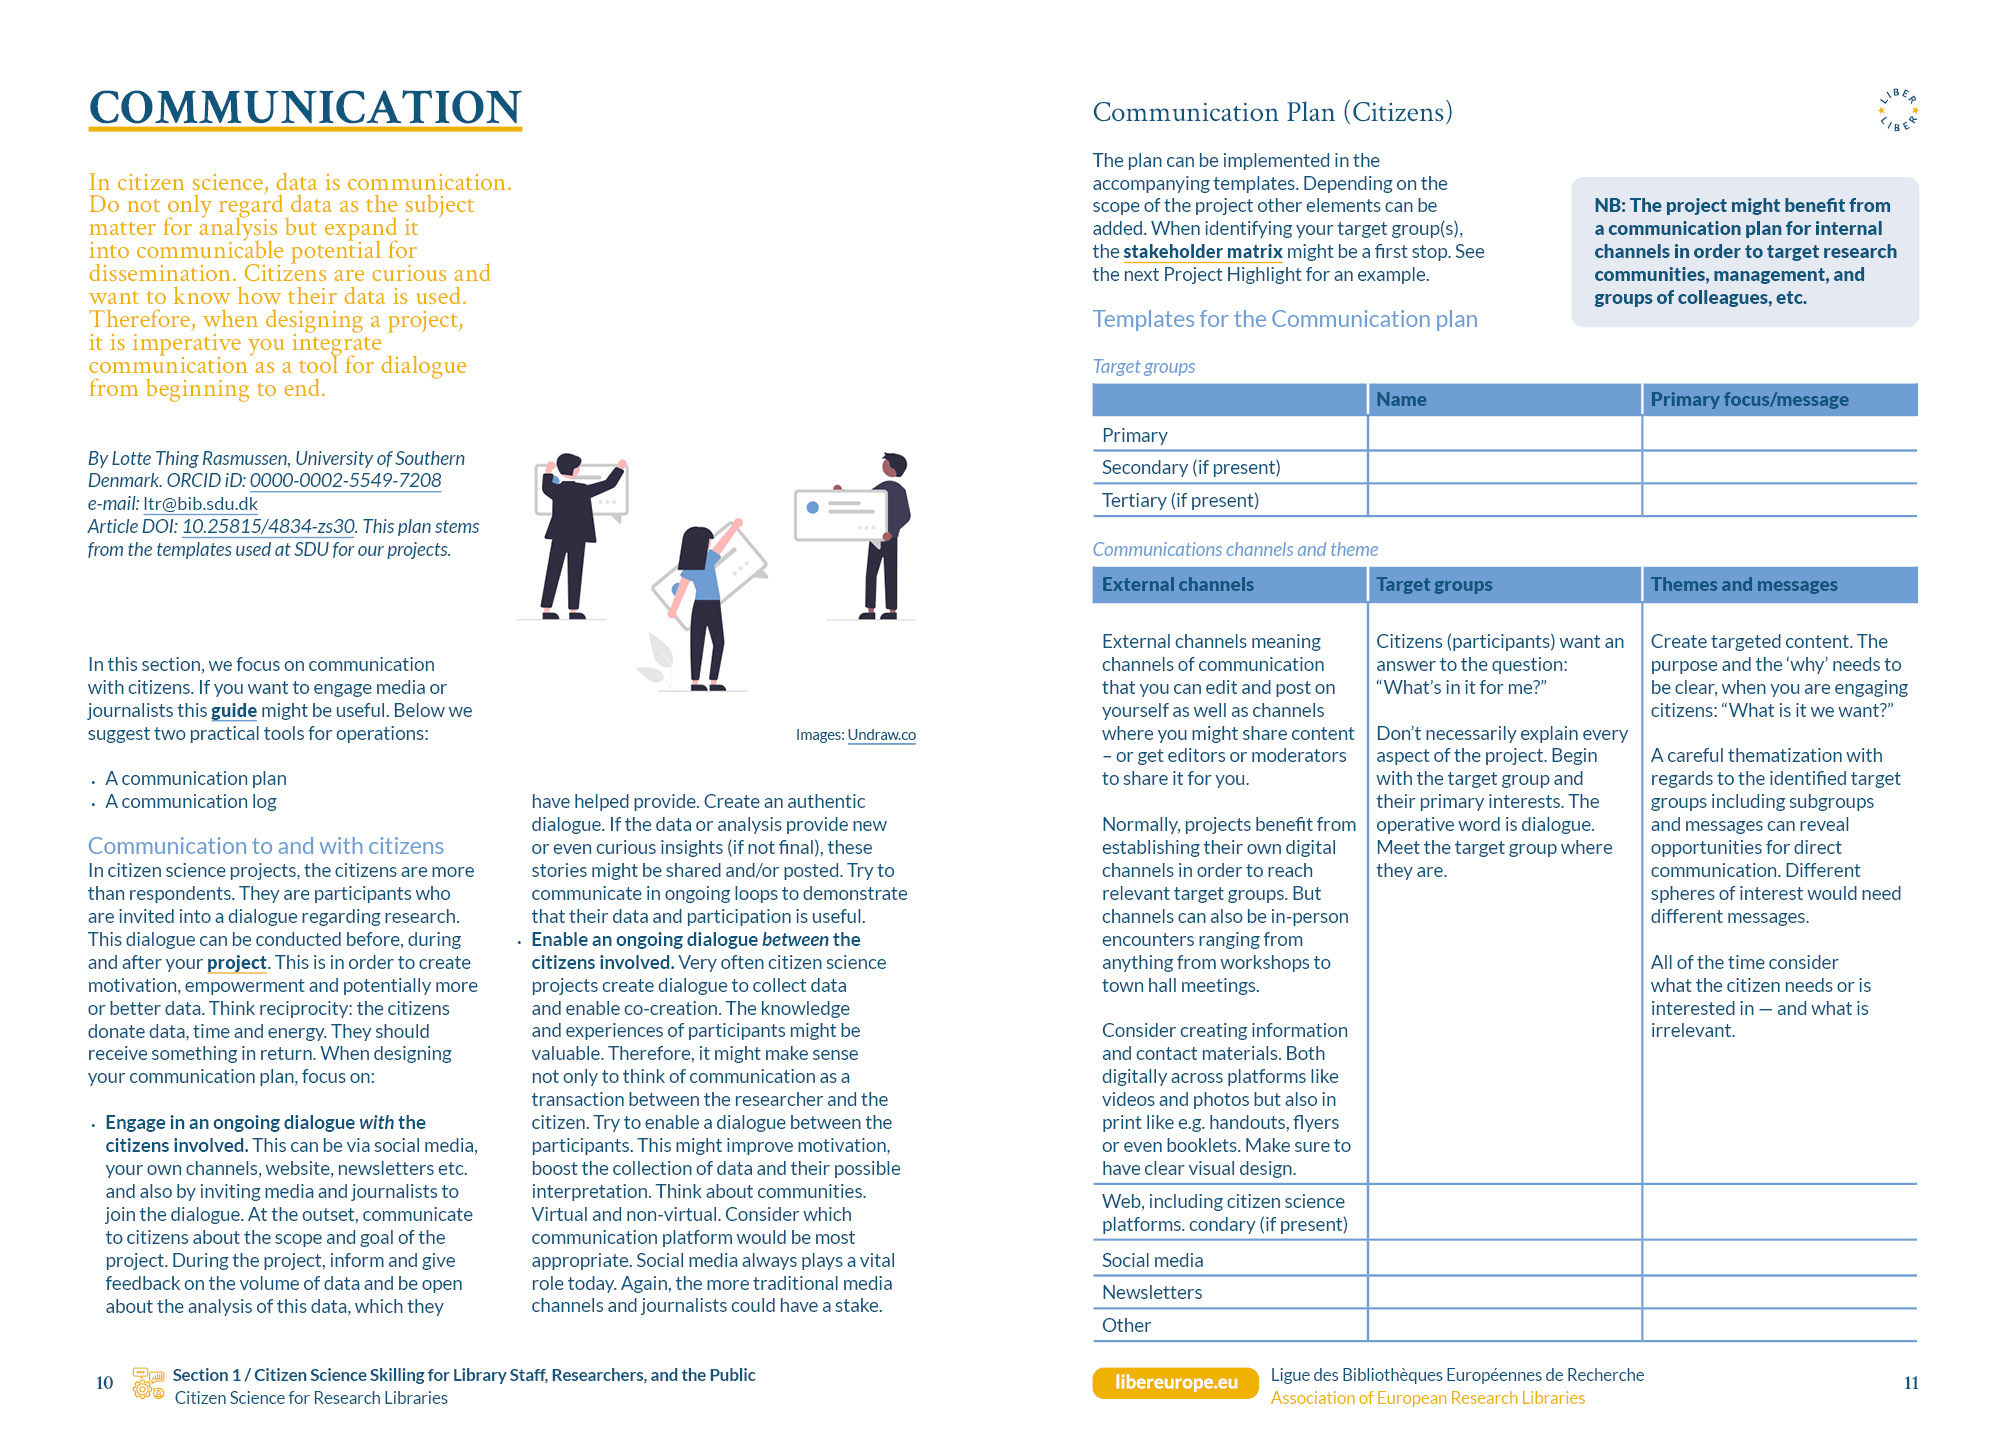 COMMUNICATION
In citizen science, data is communication.
Do not only regard data as the subject
matter for analysis but expand it
into communicable potential for
dissemination. Citizens are curious and
want to know how their data is used.
Therefore, when designing a project,
it is imperative you integrate
communication as a tool for dialogue
from beginning to end.
By Lotte Thing Rasmussen, University of Southern
Denmark. ORCID iD: 0000-0002-5549-7208
e-mail: ltr@bib.sdu.dk
Article DOI: 10.25815/4834-zs30. This plan stems
from the templates used at SDU for our projects.
In this section, we focus on communication
with citizens. If you want to engage media or
journalists this guide might be useful. Below we
suggest two practical tools for operations:
• A communication plan
• A communication log
Communication to and with citizens
In citizen science projects, the citizens are more
than respondents. They are participants who
are invited into a dialogue regarding research.
This dialogue can be conducted before, during
and after your project. This is in order to create
motivation, empowerment and potentially more
or better data. Think reciprocity: the citizens
donate data, time and energy. They should
receive something in return. When designing
your communication plan, focus on:
• Engage in an ongoing dialogue with the
citizens involved. This can be via social media,
your own channels, website, newsletters etc.
and also by inviting media and journalists to
join the dialogue. At the outset, communicate
to citizens about the scope and goal of the
project. During the project, inform and give
feedback on the volume of data and be open
about the analysis of this data, which they
Images: Undraw.co
have helped provide. Create an authentic
dialogue. If the data or analysis provide new
or even curious insights (if not final), these
stories might be shared and/or posted. Try to
communicate in ongoing loops to demonstrate
that their data and participation is useful.
• Enable an ongoing dialogue between the
citizens involved. Very often citizen science
projects create dialogue to collect data
and enable co-creation. The knowledge
and experiences of participants might be
valuable. Therefore, it might make sense
not only to think of communication as a
transaction between the researcher and the
citizen. Try to enable a dialogue between the
participants. This might improve motivation,
boost the collection of data and their possible
interpretation. Think about communities.
Virtual and non-virtual. Consider which
communication platform would be most
appropriate. Social media always plays a vital
role today. Again, the more traditional media
channels and journalists could have a stake.
10
Section 1 / Citizen Science Skilling for Library Staff, Researchers, and the Public
Citizen Science for Research Libraries
Communication Plan (Citizens)
LIBER
LIBER
The plan can be implemented in the
accompanying templates. Depending on the
scope of the project other elements can be
added. When identifying your target group(s),
the stakeholder matrix might be a first stop. See
the next Project Highlight for an example.
NB: The project might benefit from
a communication plan for internal
channels in order to target research
communities, management, and
groups of colleagues, etc.
Templates for the Communication plan
Target groups
Name
Primary focus/message
Primary
Secondary (if present)
Tertiary (if present)
Communications channels and theme
External channels
Target groups
Themes and messages
External channels meaning
channels of communication
that you can edit and post on
yourself as well as channels
where you might share content
– or get editors or moderators
to share it for you.
Normally, projects benefit from
establishing their own digital
channels in order to reach
relevant target groups. But
channels can also be in-person
encounters ranging from
anything from workshops to
town hall meetings.
Consider creating information
and contact materials. Both
digitally across platforms like
videos and photos but also in
print like e.g. handouts, flyers
or even booklets. Make sure to
have clear visual design.
Citizens (participants) want an
answer to the question:
“What’s in it for me?”
Don’t necessarily explain every
aspect of the project. Begin
with the target group and
their primary interests. The
operative word is dialogue.
Meet the target group where
they are.
Create targeted content. The
purpose and the ‘why’ needs to
be clear, when you are engaging
citizens: “What is it we want?”
A careful thematization with
regards to the identified target
groups including subgroups
and messages can reveal
opportunities for direct
communication. Different
spheres of interest would need
different messages.
All of the time consider
what the citizen needs or is
interested in — and what is
irrelevant.
Web, including citizen science
platforms. condary (if present)
Social media
Newsletters
Other
libereurope.eu
Ligue des Bibliothèques Européennes de Recherche
Association of European Research Libraries
11